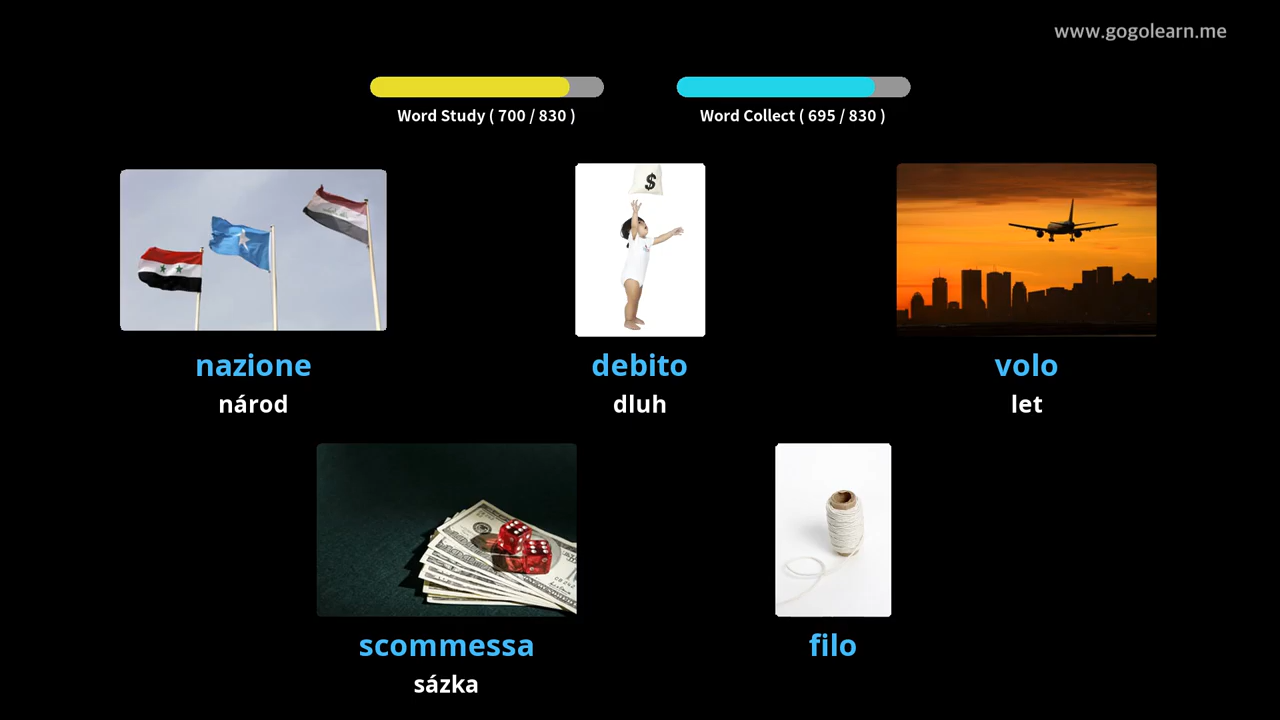 www.gogolearn.me
Word Study ( 700 / 830 )
Word Collect ( 695 / 830 )
$
nazione
debito
volo
národ
dluh
let
scommessa
filo
sázka